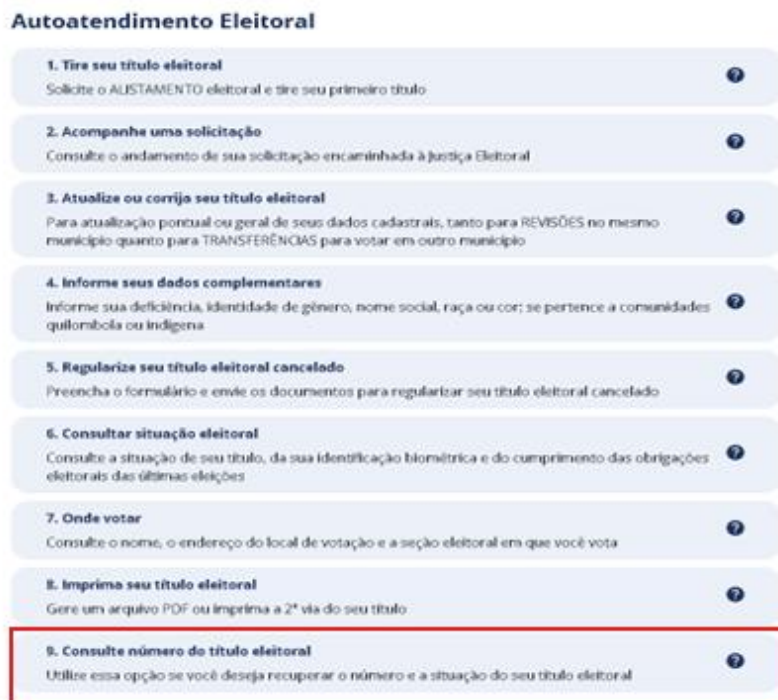 Autoatendimento Eleitoral
1. Tire seu título eleitoral
Solicite o ALISTAMENTO eleitoral e tire seu primeiro título
2. Acompanhe uma solicitação
Consulte o andamento de sua solicitação encaminhada à Justiça Eleitoral
3. Atualize ou corrija seu título eleitoral
Para atualização pontual ou geral de seus dados cadastrais, tanto para REVISÕES no mesmo
município quanto para TRANSFERÊNCIAS para votar em outro município
4. Informe seus dados complementares
Informe sua deficiência, identidade de gênero, nome social, raça ou cor; se pertence a comunidades
quilombola ou indígena
5. Regularize seu título eleitoral cancelado
Preencha o formulário e envie os documentos para regularizar seu título eleitoral cancelado
6. Consultar situação eleitoral
Consulte a situação de seu título, da sua identificação biométrica e do cumprimento das obrigações
eleitorais das últimas eleições
7. Onde votar
Consulte o nome, o endereço do local de votação e a seção eleitoral em que você vota
8. Imprima seu título eleitoral
Gere um arquivo PDF ou imprima a 2ª via do seu título
9. Consulte número do título eleitoral
Utilize essa opção se você deseja recuperar o número e a situação do seu título eleitoral